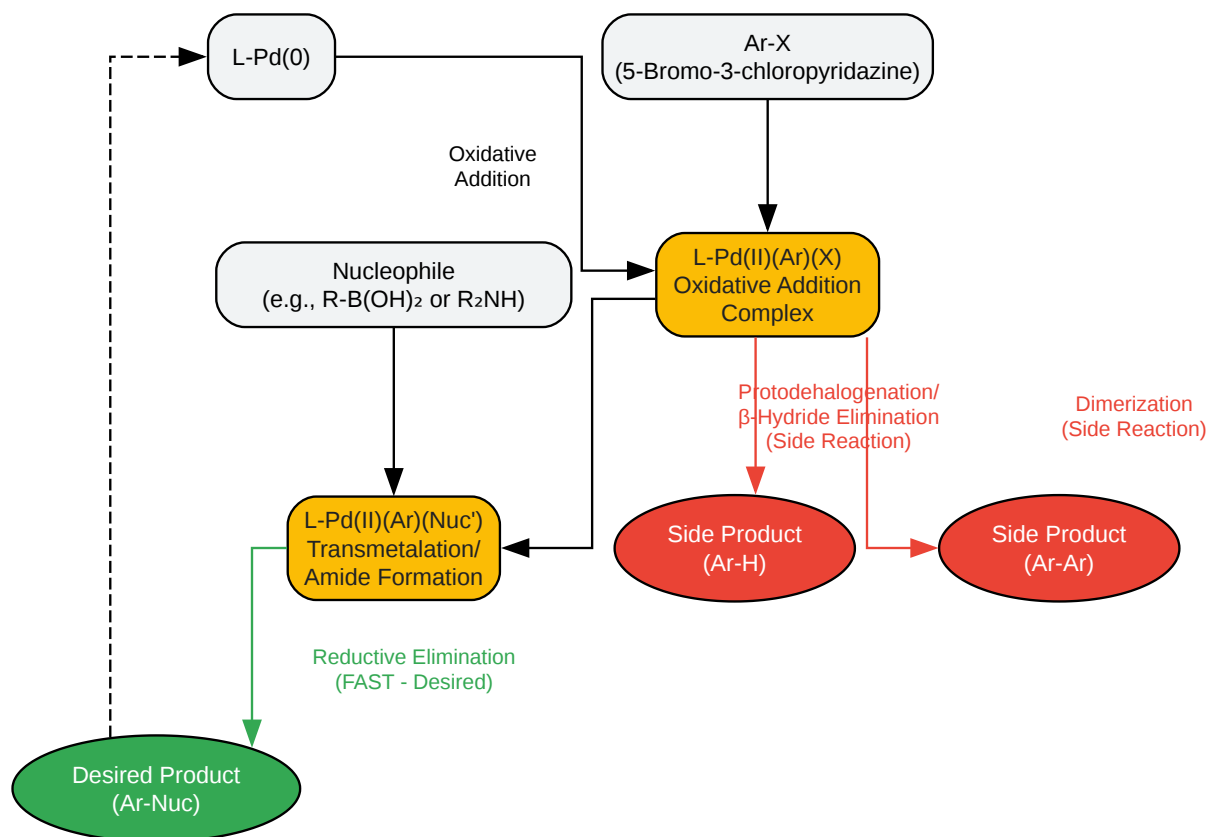 L-Pd(0)
Ar-X
(5-Bromo-3-chloropyridazine)
Oxidative
Addition
Nucleophile
(e.g., R-B(OH)₂ or R₂NH)
L-Pd(II)(Ar)(X)
Oxidative Addition
Complex
Protodehalogenation/
β-Hydride Elimination
(Side Reaction)
Dimerization
(Side Reaction)
L-Pd(II)(Ar)(Nuc')
Transmetalation/
Amide Formation
Side Product
(Ar-H)
Side Product
(Ar-Ar)
Reductive Elimination
(FAST - Desired)
Desired Product
(Ar-Nuc)